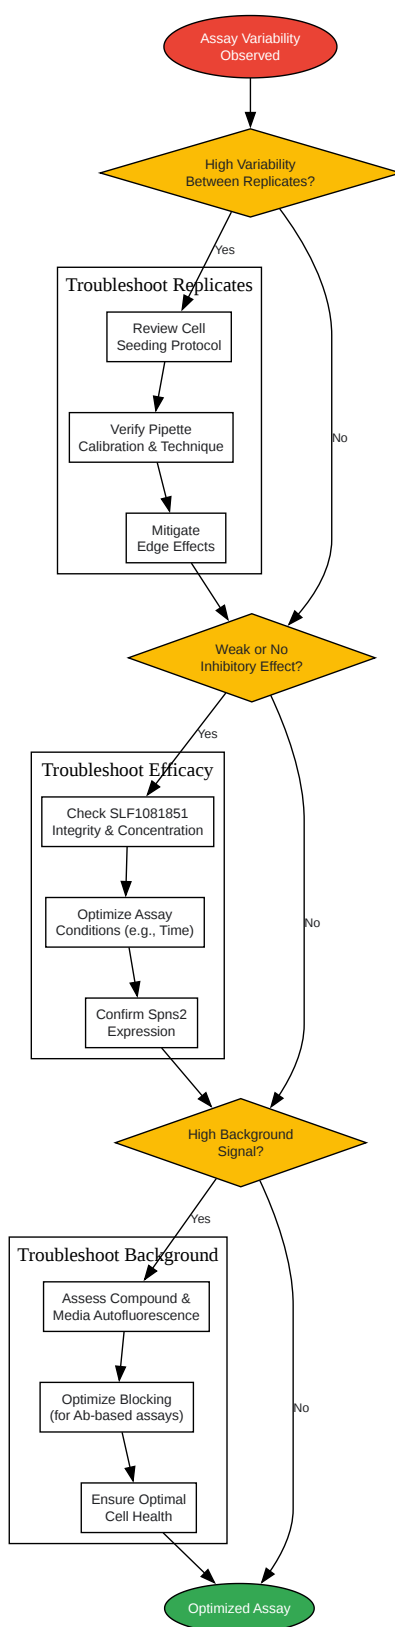 Assay Variability
Observed
High Variability
Between Replicates?
Yes
Troubleshoot Replicates
Review Cell
Seeding Protocol
Verify Pipette
Calibration & Technique
No
Mitigate
Edge Effects
Weak or No
Inhibitory Effect?
Yes
Troubleshoot Efficacy
Check SLF1081851
Integrity & Concentration
Optimize Assay
Conditions (e.g., Time)
No
Confirm Spns2
Expression
High Background
Signal?
Yes
Troubleshoot Background
Assess Compound &
Media Autofluorescence
Optimize Blocking
(for Ab-based assays)
No
Ensure Optimal
Cell Health
Optimized Assay